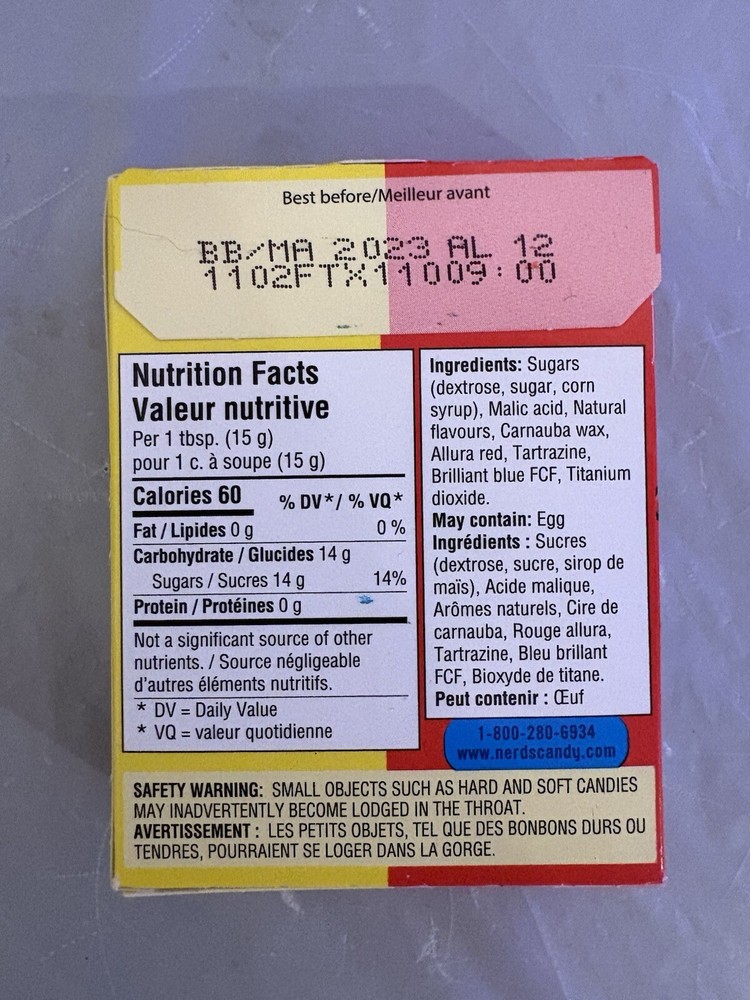 Best before/Meilleur avant
BB/MA 2023 AL 12
1102FTX11009:00
Nutrition Facts
Valeur nutritive
Per 1 tbsp. (15 g)
pour 1 c. à soupe (15 g)
Calories 60 % DV*/ % VQ*
Fat / Lipides 0 g 0 %
Carbohydrate / Glucides 14 g
Sugars / Sucres 14 g 14%
Protein / Protéines 0 g
Not a significant source of other
nutrients. / Source négligeable
d'autres éléments nutritifs.
* DV = Daily Value
* VQ = valeur quotidienne
Ingredients: Sugars
(dextrose, sugar, corn
syrup), Malic acid, Natural
flavours, Carnauba wax,
Allura red, Tartrazine,
Brilliant blue FCF, Titanium
dioxide.
May contain: Egg
Ingrédients : Sucres
(dextrose, sucre, sirop de
maïs), Acide malique,
Arômes naturels, Cire de
carnauba, Rouge allura,
Tartrazine, Bleu brillant
FCF, Bioxyde de titane.
Peut contenir : Œuf
1-800-280-6934
www.nerdscandy.com
SAFETY WARNING: SMALL OBJECTS SUCH AS HARD AND SOFT CANDIES
MAY INADVERTENTLY BECOME LODGED IN THE THROAT.
AVERTISSEMENT : LES PETITS OBJETS, TEL QUE DES BONBONS DURS OU
TENDRES, POURRAIENT SE LOGER DANS LA GORGE.